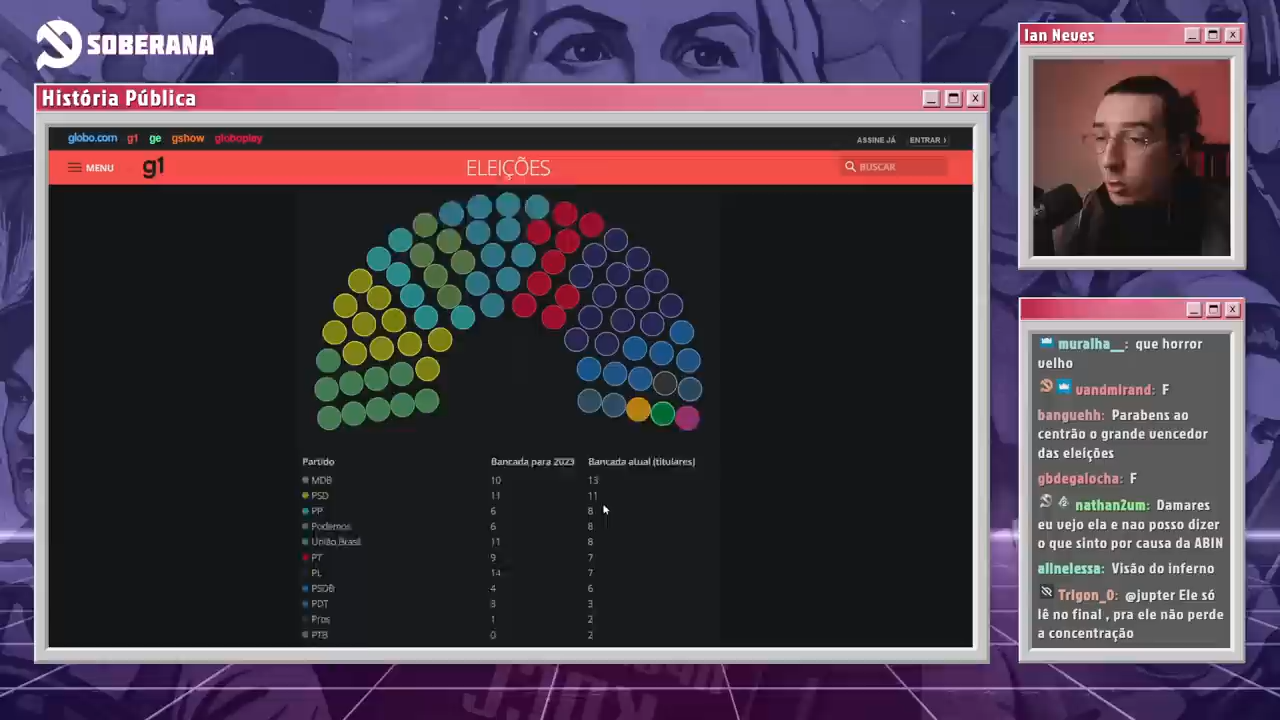 SOBERANA
História Pública
globo.com g1 ge gshow globoplay
ASSINE JÁ ENTRAR ›
MENU g1 ELEIÇÕES BUSCAR
Partido Bancada para 2023 Bancada atual (titulares)
MDB 10 13
PSD 11 11
PP 6 8
Podemos 6 8
União Brasil 11 8
PT 9 7
PL 14 7
PSDB 4 6
PDT 3 3
Pros 1 2
PTB 0 2
Ian Neves
muralha__: que horror
velho
vandmirand: F
banguehh: Parabens ao
centrão o grande vencedor
das eleições
gbdegalocha: F
nathan2um: Damares
eu vejo ela e nao posso dizer
o que sinto por causa da ABIN
alinelessa: Visão do inferno
Trigon_0: @jupter Ele só
lê no final , pra ele não perde
a concentração